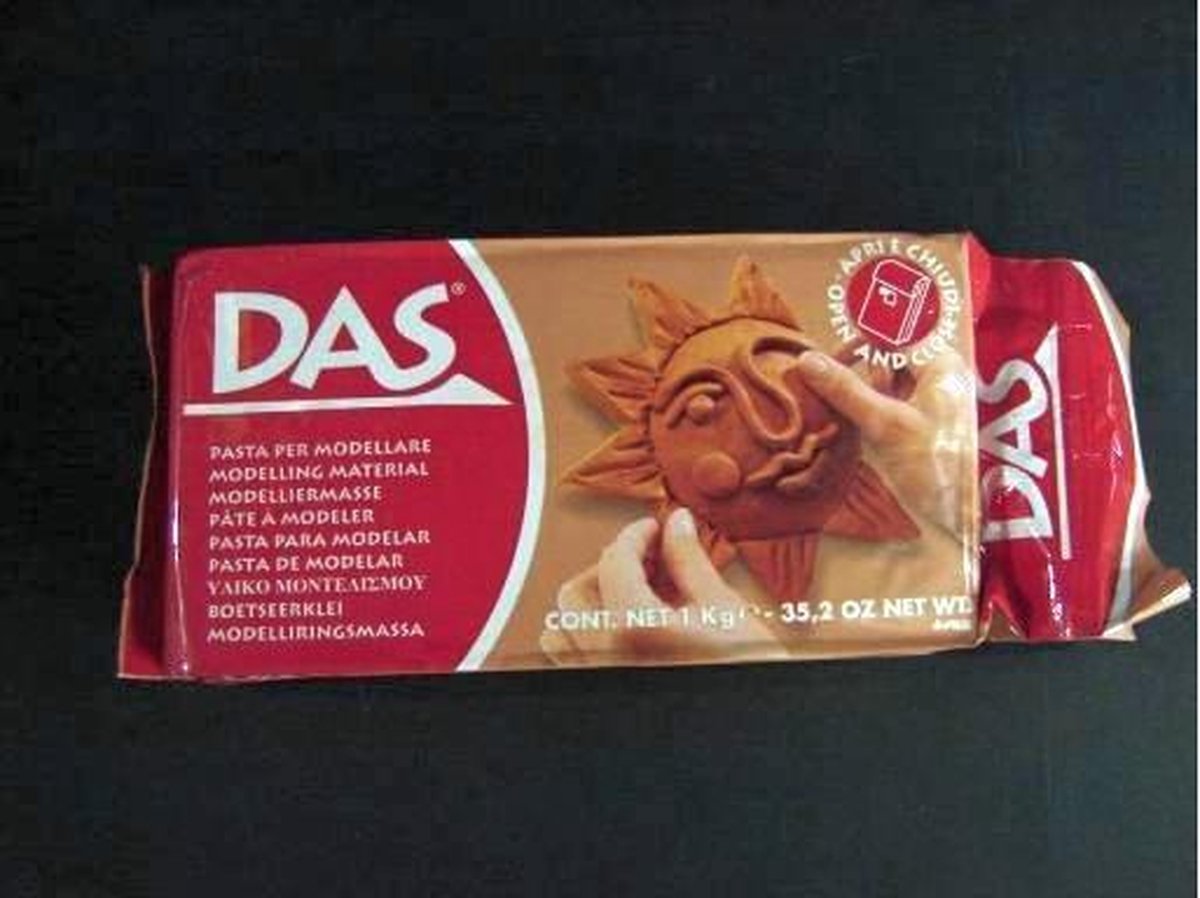 DAS®
PASTA PER MODELLARE
MODELLING MATERIAL
MODELLIERMASSE
PÂTE À MODELER
PASTA PARA MODELAR
PASTA DE MODELAR
ΥΛΙΚΟ ΜΟΝΤΕΛΙΣΜΟΥ
BOETSEERKLEI
MODELLIRINGSMASSA
APRI E CHIUDI
OPEN AND CLOSE
CONT. NET 1 Kg - 35,2 OZ NET WT.
DAS